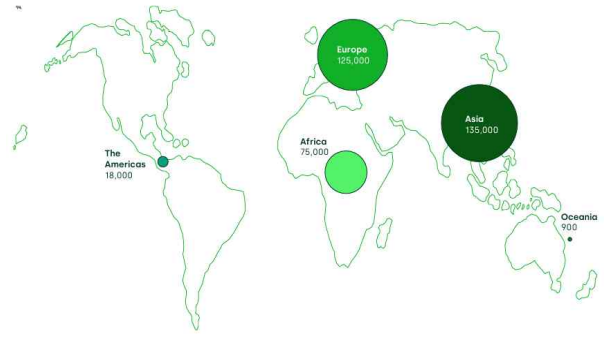 Europe
125,000
Asia
135,000
Africa
75,000
The
Americas
18,000
Oceania
900